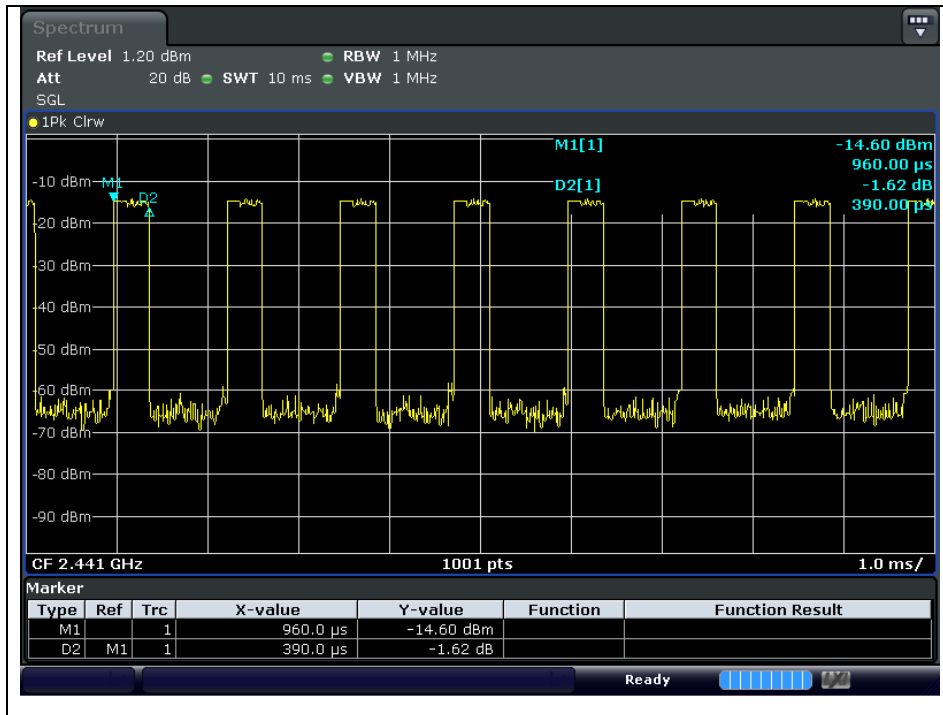 Spectrum
Ref Level 1.20 dBm RBW 1 MHz
Att 20 dB SWT 10 ms VBW 1 MHz
SGL
1Pk Clrw
M1[1] -14.60 dBm
960.00 µs
-10 dBm M1 D2[1] -1.62 dB
D2 390.00 µs
-20 dBm
-30 dBm
-40 dBm
-50 dBm
-60 dBm
-70 dBm
-80 dBm
-90 dBm
CF 2.441 GHz 1001 pts 1.0 ms/
Marker
Type Ref Trc X-value Y-value Function Function Result
M1 1 960.0 µs -14.60 dBm
D2 M1 1 390.0 µs -1.62 dB
Ready